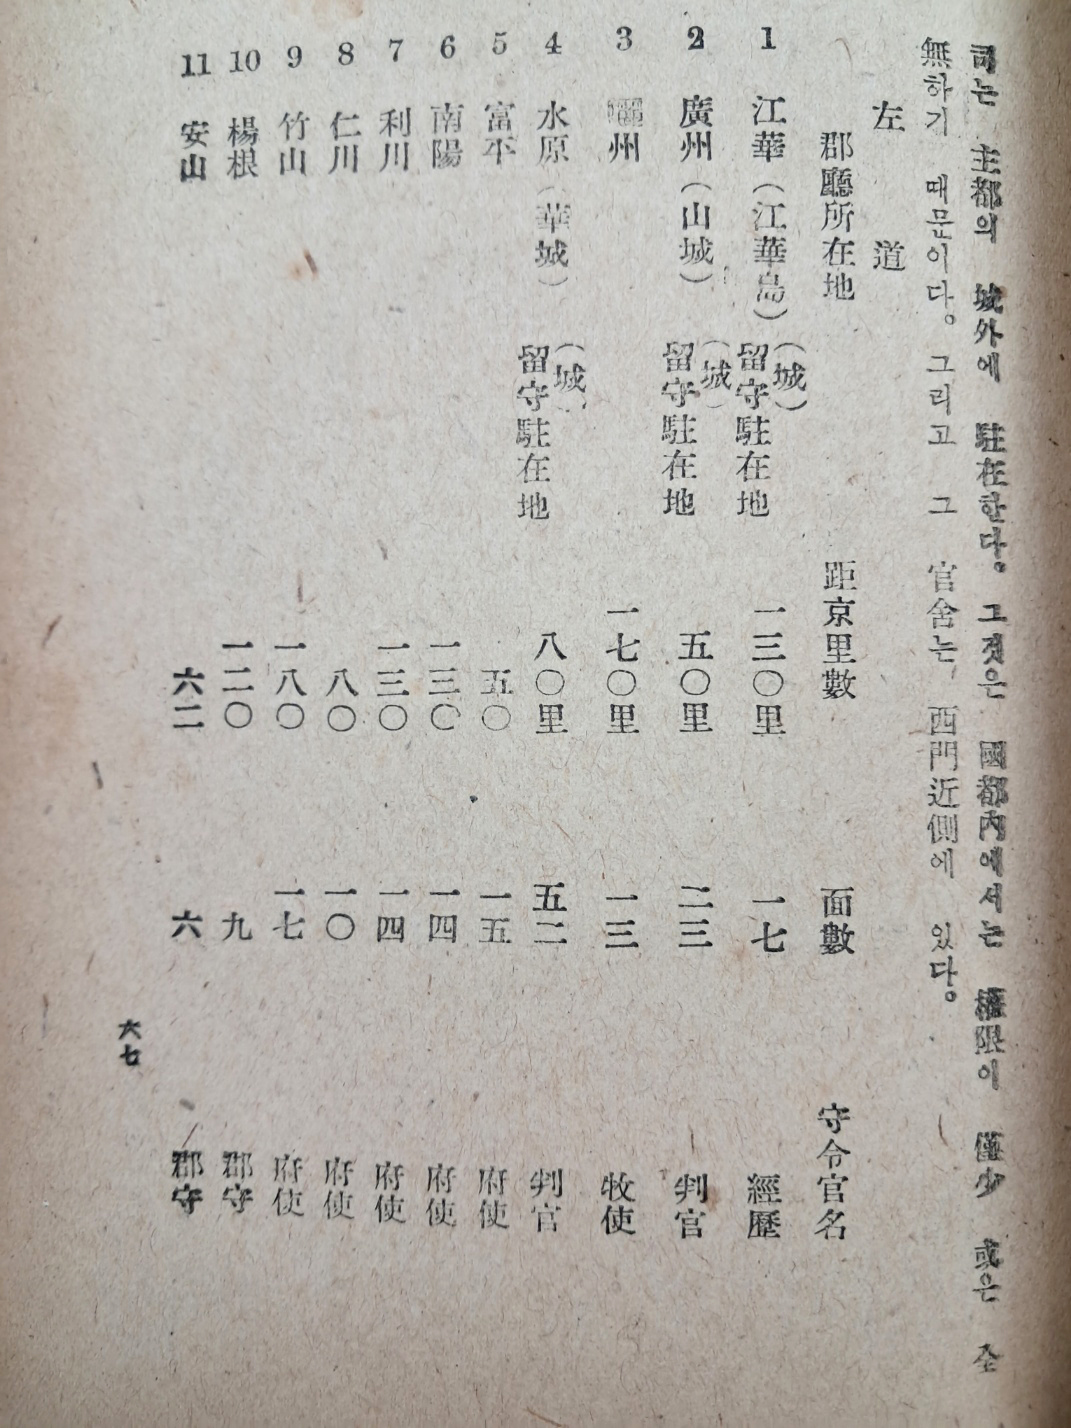 司는 主都의 城外에 駐在한다。 그것은 國都內에서는 權限이 僅少 或은 全
無하기 때문이다。 그리고 그 官舍는 西門近側에 있다。
左道
郡廳所在地 距京里數 面數 守令官名
1 江華（江華島）（城）留守駐在地 一三〇里 一七 經歷
2 廣州（山城）（城）留守駐在地 五〇里 二三 判官
3 驪州 一七〇里 一三 牧使
4 水原（華城）（城）留守駐在地 八〇里 五二 判官
5 富平 五〇 一五 府使
6 南陽 一三〇 一四 府使
7 利川 一三〇 一四 府使
8 仁川 八〇 一〇 府使
9 竹山 一八〇 一七 府使
10 楊根 一二〇 九 郡守
11 安山 六二 六 郡守
六七